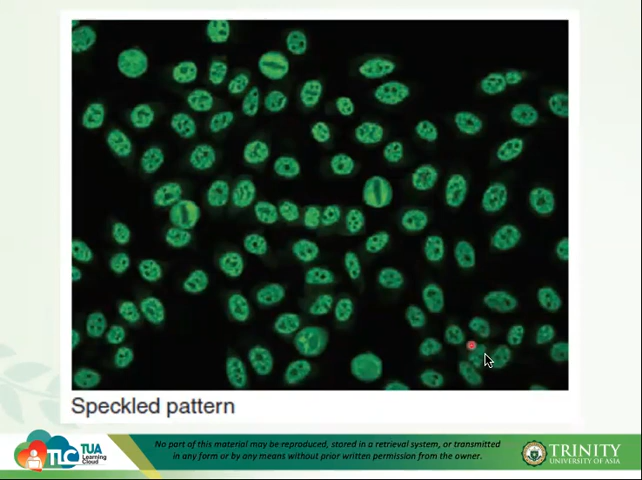 Speckled pattern
TLC
TUA
Learning
Cloud
No part of this material may be reproduced, stored in a retrieval system, or transmitted
in any form or by any means without prior written permission from the owner.
TRINITY
UNIVERSITY OF ASIA